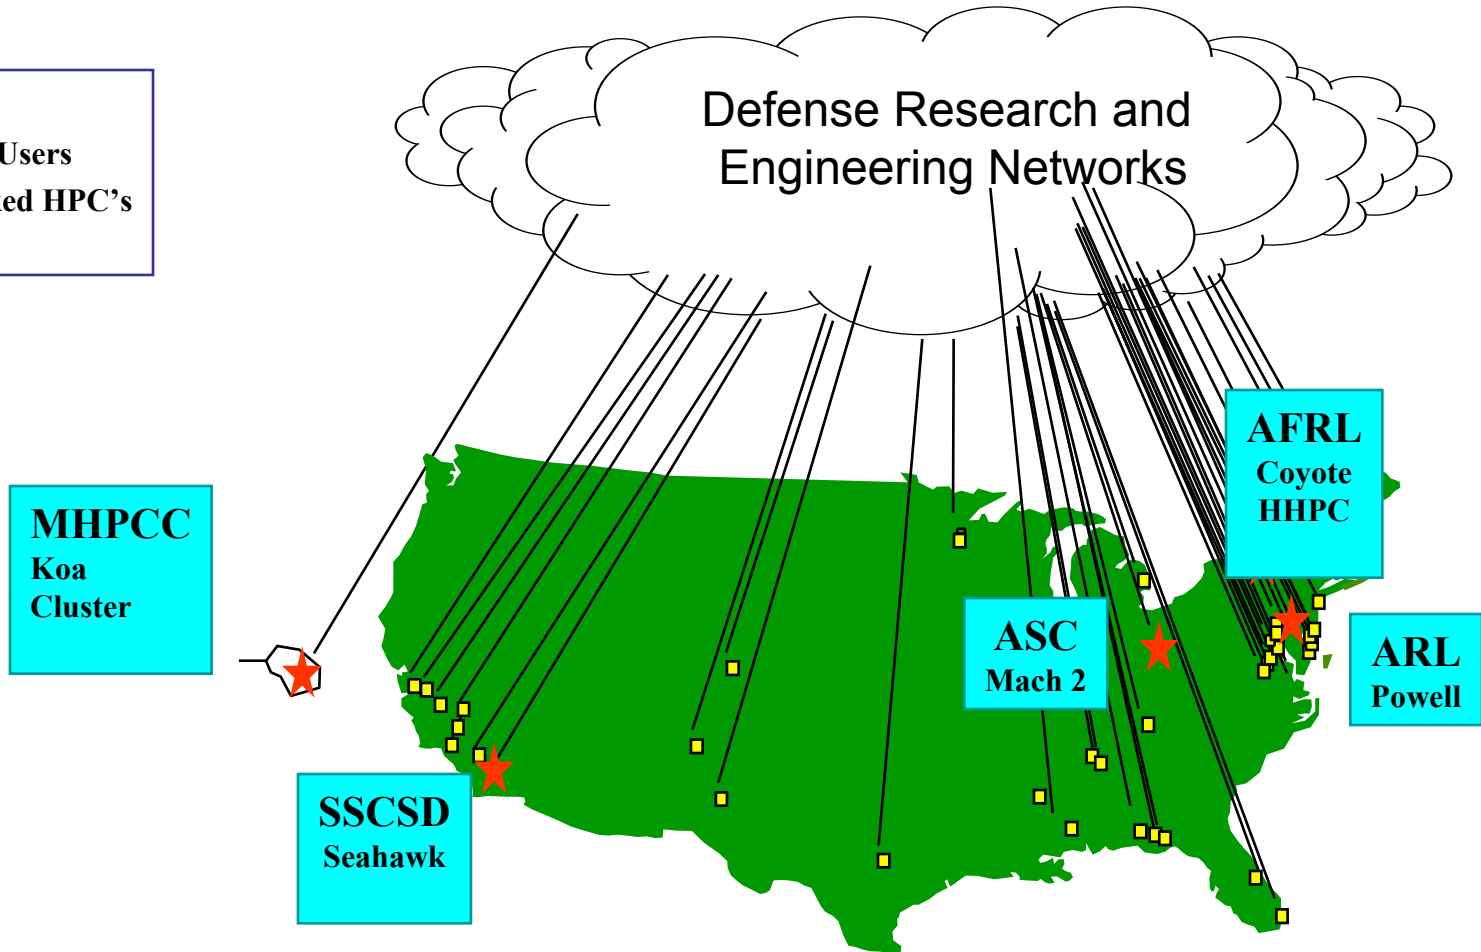 Defense Research and
Engineering Networks
Users
HPC's
AFRL
Coyote
HHPC
MHPCC
Koa
Cluster
ASC
Mach 2
ARL
Powell
SSCSD
Seahawk